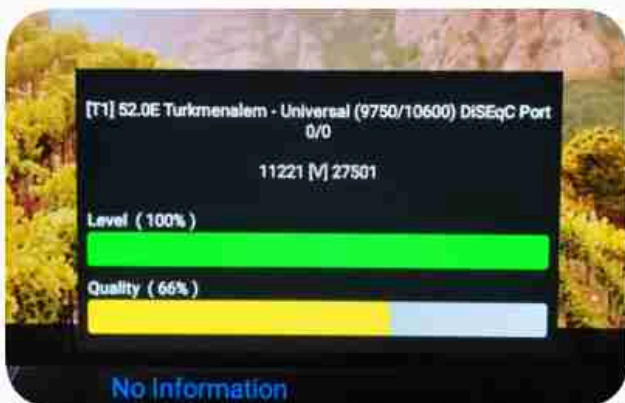 [T1] 52.0E Turkmenalem - Universal (9750/10600) DiSEqC Port
0/0
11221 [V] 27501
Level ( 100% )
Quality ( 66% )
No Information